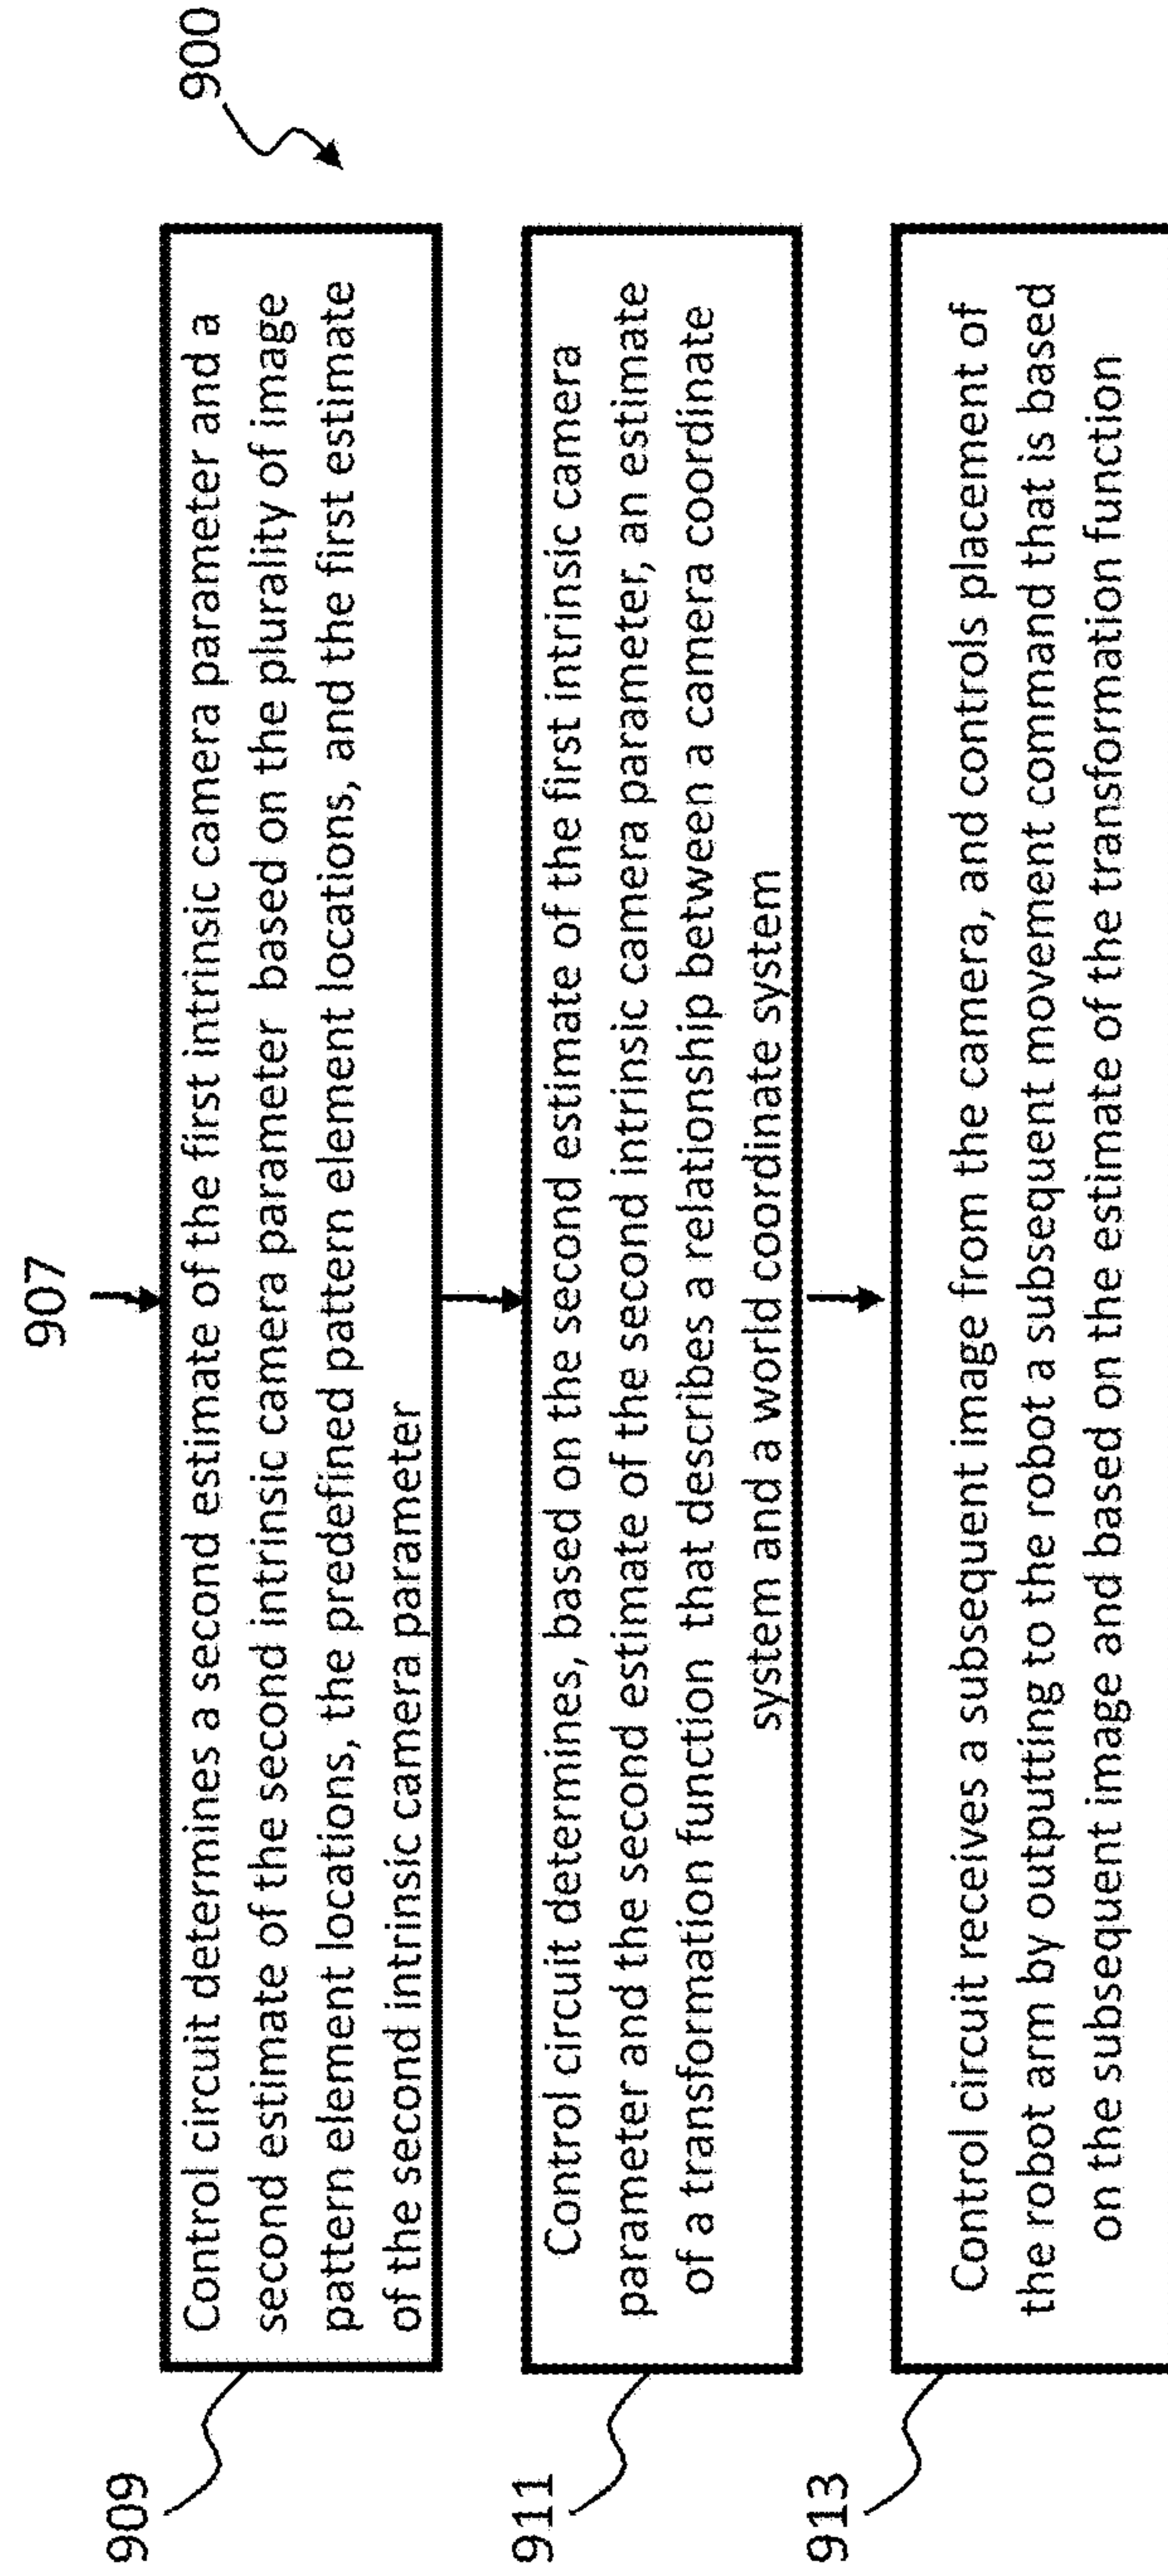 907
900
909
Control circuit determines a second estimate of the first intrinsic camera parameter and a
second estimate of the second intrinsic camera parameter based on the plurality of image
pattern element locations, the predefined pattern element locations, and the first estimate
of the second intrinsic camera parameter
911
Control circuit determines, based on the second estimate of the first intrinsic camera
parameter and the second estimate of the second intrinsic camera parameter, an estimate
of a transformation function that describes a relationship between a camera coordinate
system and a world coordinate system
913
Control circuit receives a subsequent image from the camera, and controls placement of
the robot arm by outputting to the robot a subsequent movement command that is based
on the subsequent image and based on the estimate of the transformation function